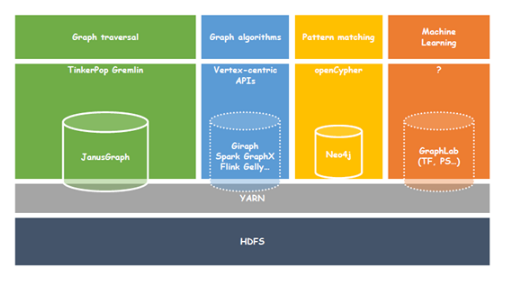 Graph traversal
Graph algorithms
Pattern matching
Machine
Learning
TinkerPop Gremlin
Vertex-centric
APIs
openCypher
?
JanusGraph
Giraph
Spark GraphX
Flink Gelly...
Neo4j
GraphLab
(TF, PS...)
YARN
HDFS